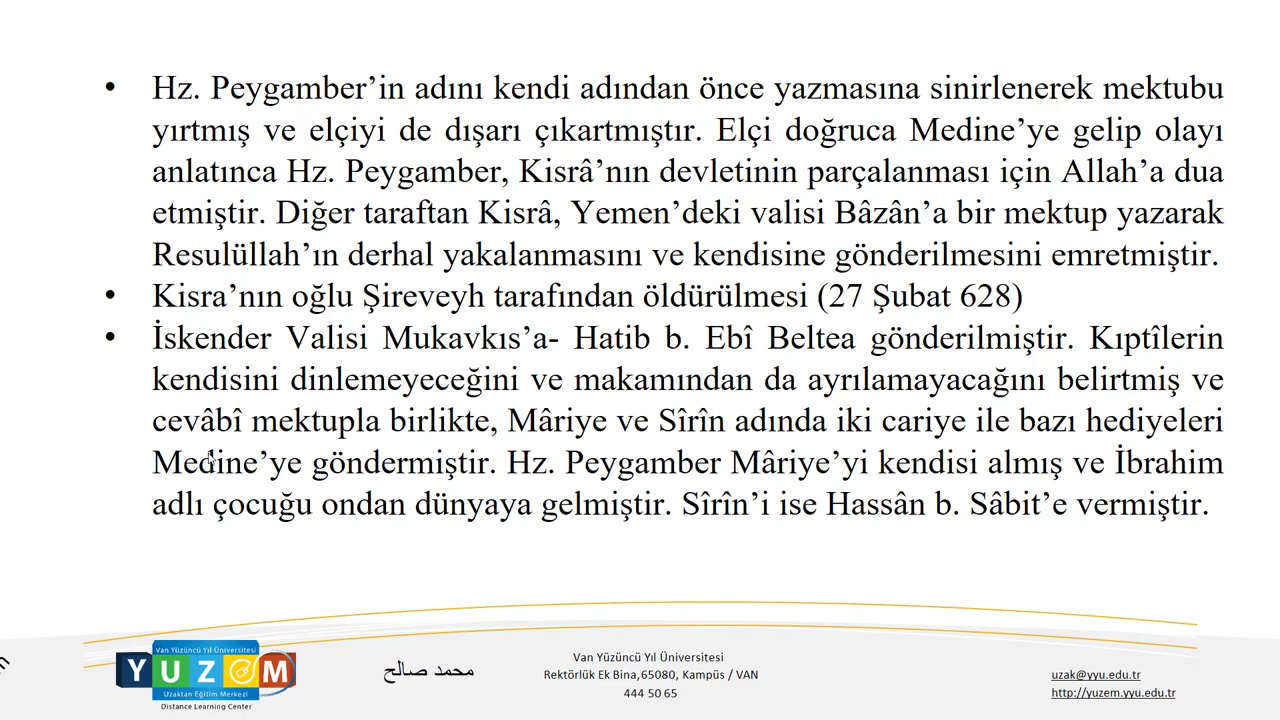 • Hz. Peygamber’in adını kendi adından önce yazmasına sinirlenerek mektubu
yırtmış ve elçiyi de dışarı çıkartmıştır. Elçi doğruca Medine’ye gelip olayı
anlatınca Hz. Peygamber, Kisrâ’nın devletinin parçalanması için Allah’a dua
etmiştir. Diğer taraftan Kisrâ, Yemen’deki valisi Bâzân’a bir mektup yazarak
Resulüllah’ın derhal yakalanmasını ve kendisine gönderilmesini emretmiştir.
• Kisra’nın oğlu Şireveyh tarafından öldürülmesi (27 Şubat 628)
• İskender Valisi Mukavkıs’a- Hatib b. Ebî Beltea gönderilmiştir. Kıptîlerin
kendisini dinlemeyeceğini ve makamından da ayrılamayacağını belirtmiş ve
cevâbî mektupla birlikte, Mâriye ve Sîrîn adında iki cariye ile bazı hediyeleri
Medine’ye göndermiştir. Hz. Peygamber Mâriye’yi kendisi almış ve İbrahim
adlı çocuğu ondan dünyaya gelmiştir. Sîrîn’i ise Hassân b. Sâbit’e vermiştir.
Van Yüzüncü Yıl Üniversitesi
YUZEM
Uzaktan Eğitim Merkezi
Distance Learning Center
محمد صالح
Van Yüzüncü Yıl Üniversitesi
Rektörlük Ek Bina,65080, Kampüs / VAN
444 50 65
uzak@yyu.edu.tr
http://yuzem.yyu.edu.tr